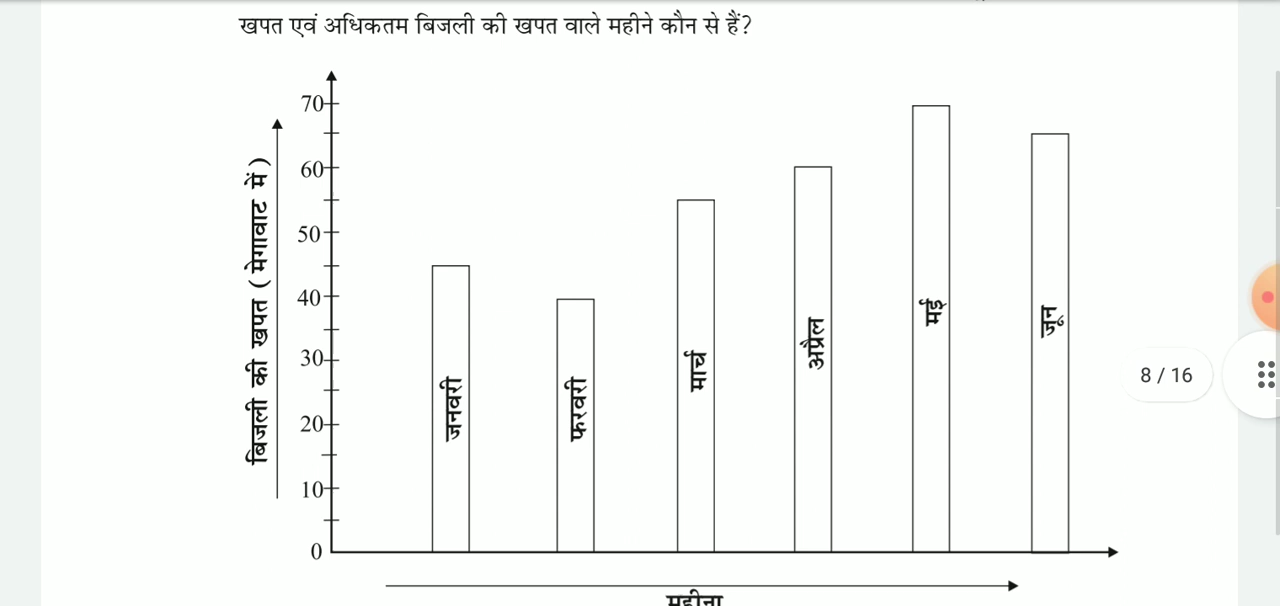 खपत एवं अधिकतम बिजली की खपत वाले महीने कौन से हैं?
बिजली की खपत ( मेगावाट में )
70
60
50
40
30
20
10
0
जनवरी
फरवरी
मार्च
अप्रैल
मई
जून
महीना
8 / 16